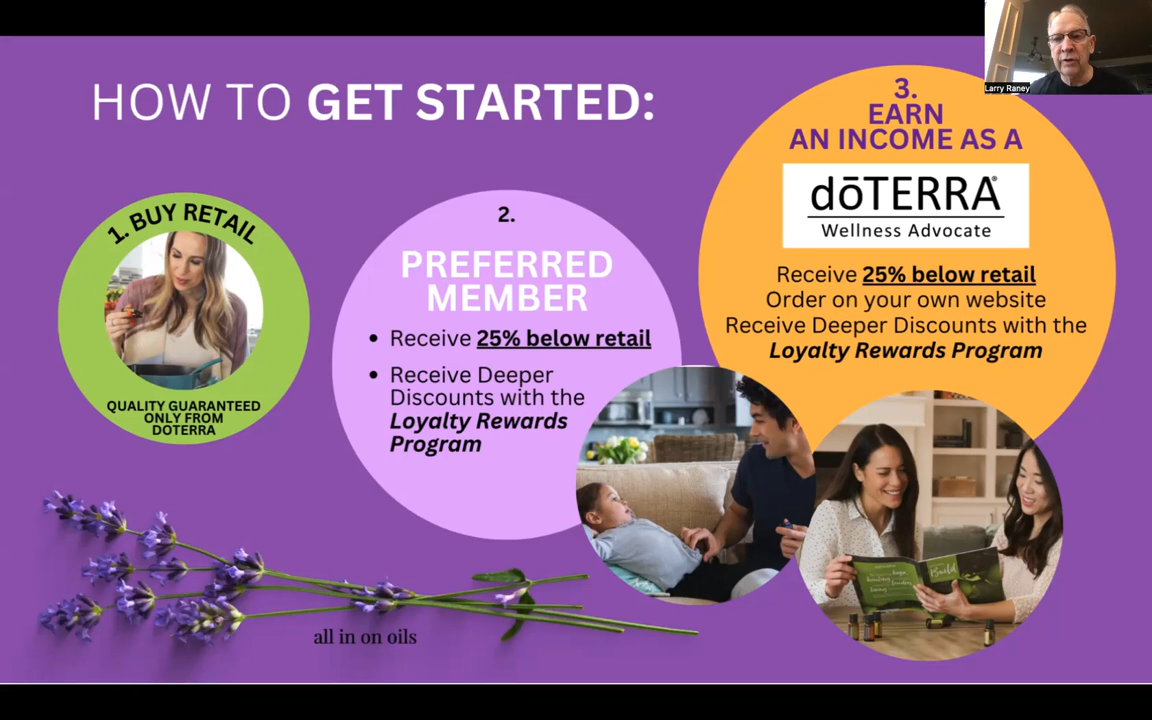 Larry Raney
HOW TO GET STARTED:
1. BUY RETAIL
QUALITY GUARANTEED
ONLY FROM
DOTERRA
2.
PREFERRED
MEMBER
• Receive 25% below retail
• Receive Deeper
Discounts with the
Loyalty Rewards
Program
3.
EARN
AN INCOME AS A
dōTERRA®
Wellness Advocate
Receive 25% below retail
Order on your own website
Receive Deeper Discounts with the
Loyalty Rewards Program
Build
all in on oils